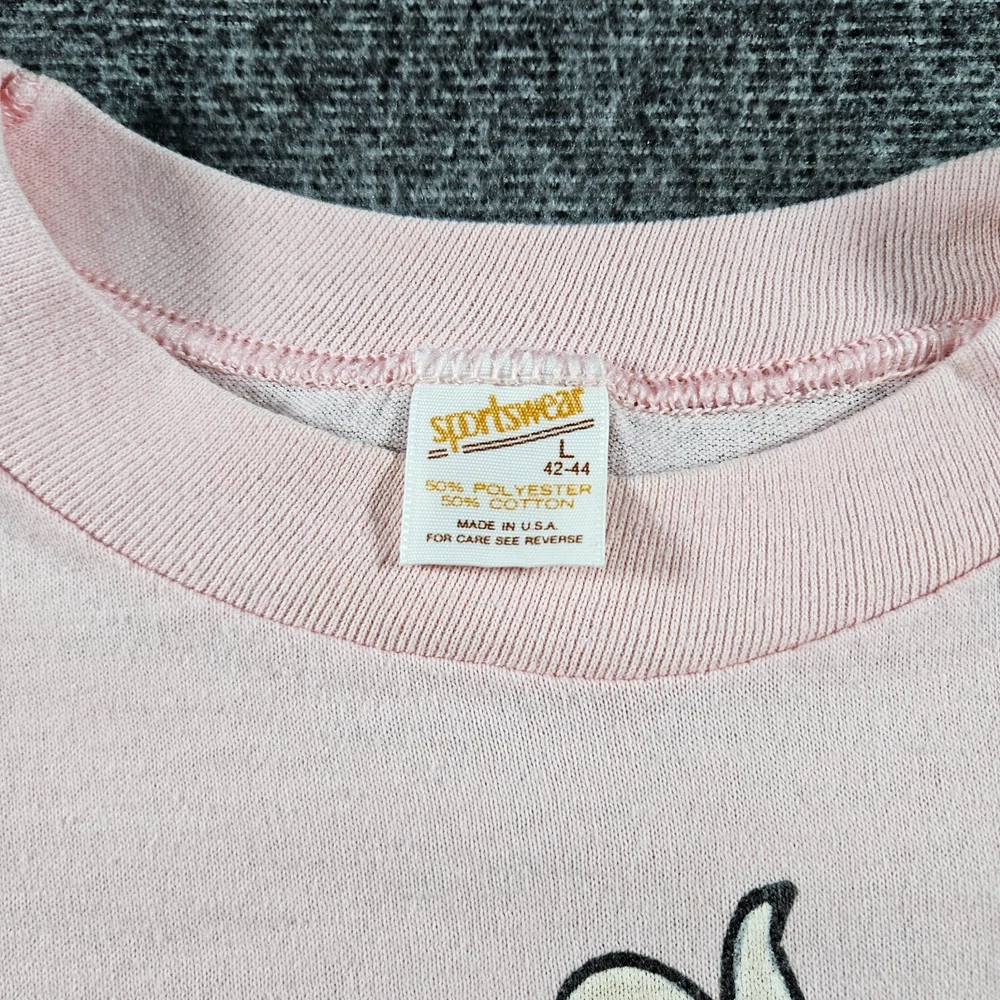 sportswear
L
42-44
50% POLYESTER
50% COTTON
MADE IN U.S.A.
FOR CARE SEE REVERSE